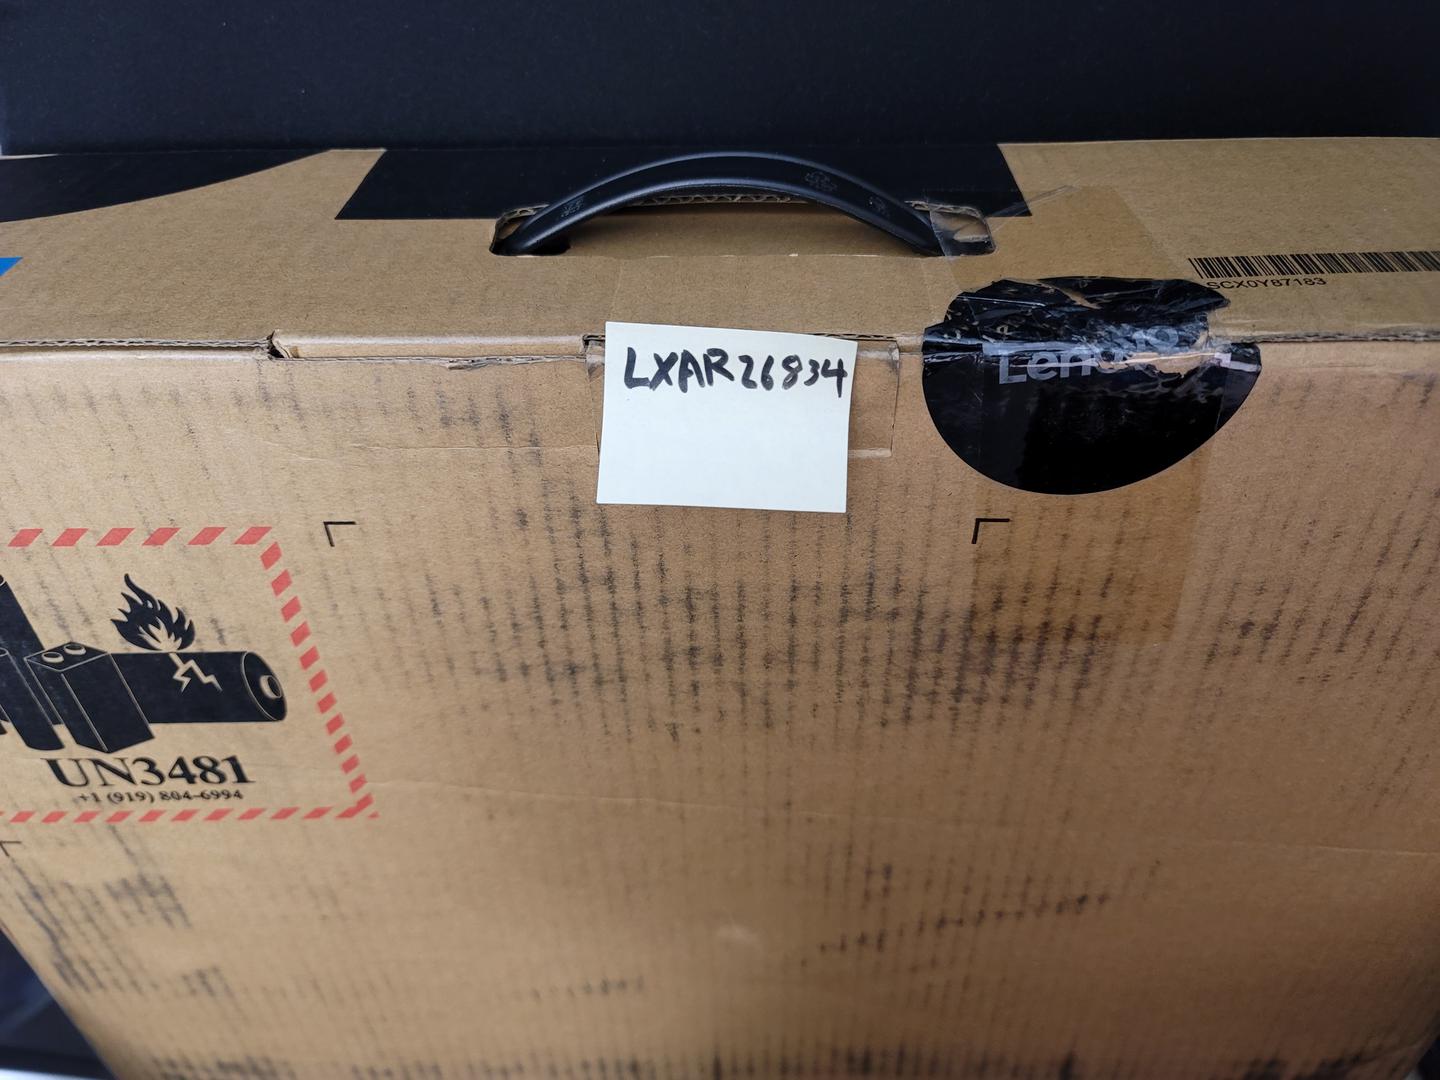 SCX0Y87183
Lenovo
LXAR26834
UN3481
+1 (919) 804-6994